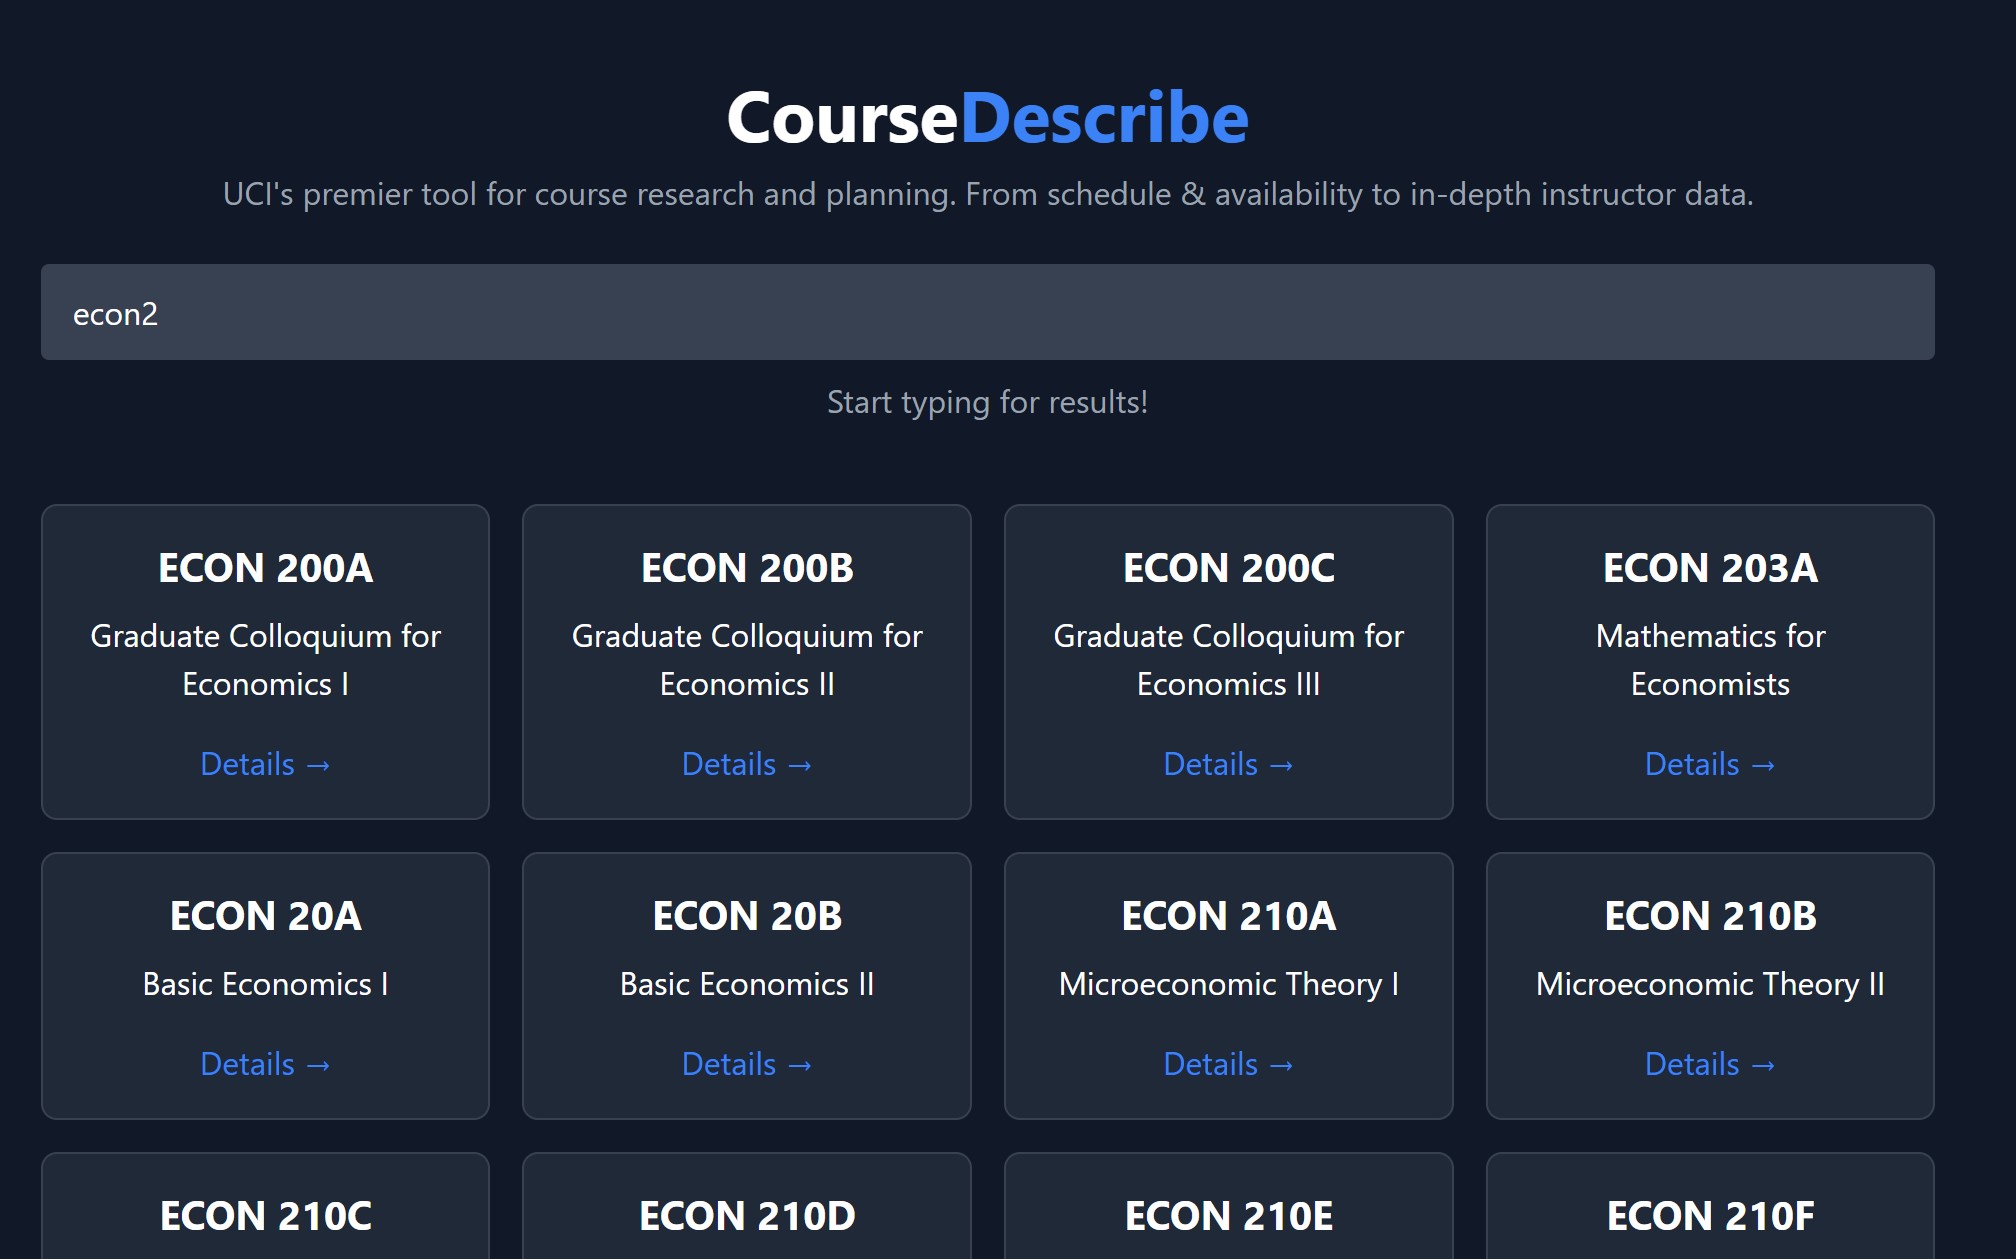 CourseDescribe
UCI's premier tool for course research and planning. From schedule & availability to in-depth instructor data.
econ2
Start typing for results!
ECON 200A
Graduate Colloquium for
Economics I
Details →
ECON 200B
Graduate Colloquium for
Economics II
Details →
ECON 200C
Graduate Colloquium for
Economics III
Details →
ECON 203A
Mathematics for
Economists
Details →
ECON 20A
Basic Economics I
Details →
ECON 20B
Basic Economics II
Details →
ECON 210A
Microeconomic Theory I
Details →
ECON 210B
Microeconomic Theory II
Details →
ECON 210C
ECON 210D
ECON 210E
ECON 210F